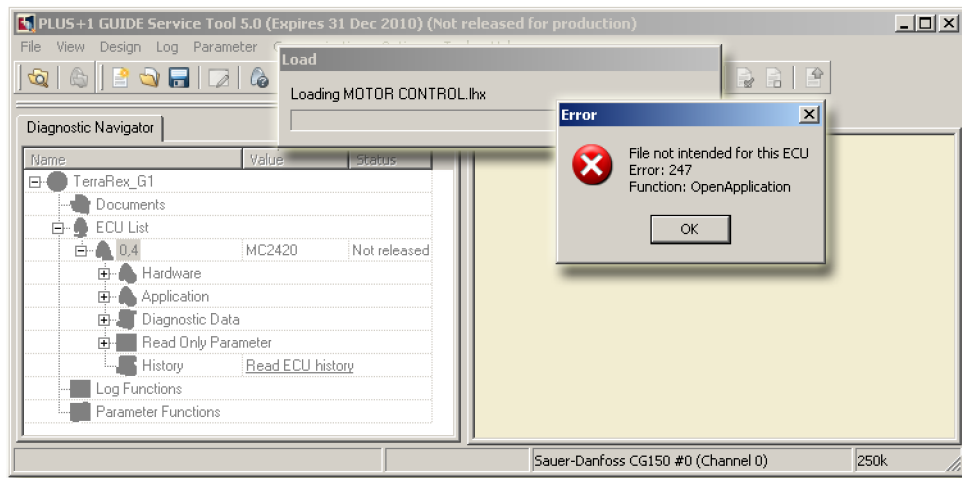 PLUS+1 GUIDE Service Tool 5.0 (Expires 31 Dec 2010) (Not released for production)
File View Design Log Parameter
Load
Loading MOTOR CONTROL.lhx
Error
File not intended for this ECU
Error: 247
Function: OpenApplication
OK
Diagnostic Navigator
Name Value Status
TerraRex_G1
Documents
ECU List
0,4 MC2420 Not released
Hardware
Application
Diagnostic Data
Read Only Parameter
History Read ECU history
Log Functions
Parameter Functions
Sauer-Danfoss CG150 #0 (Channel 0) 250k